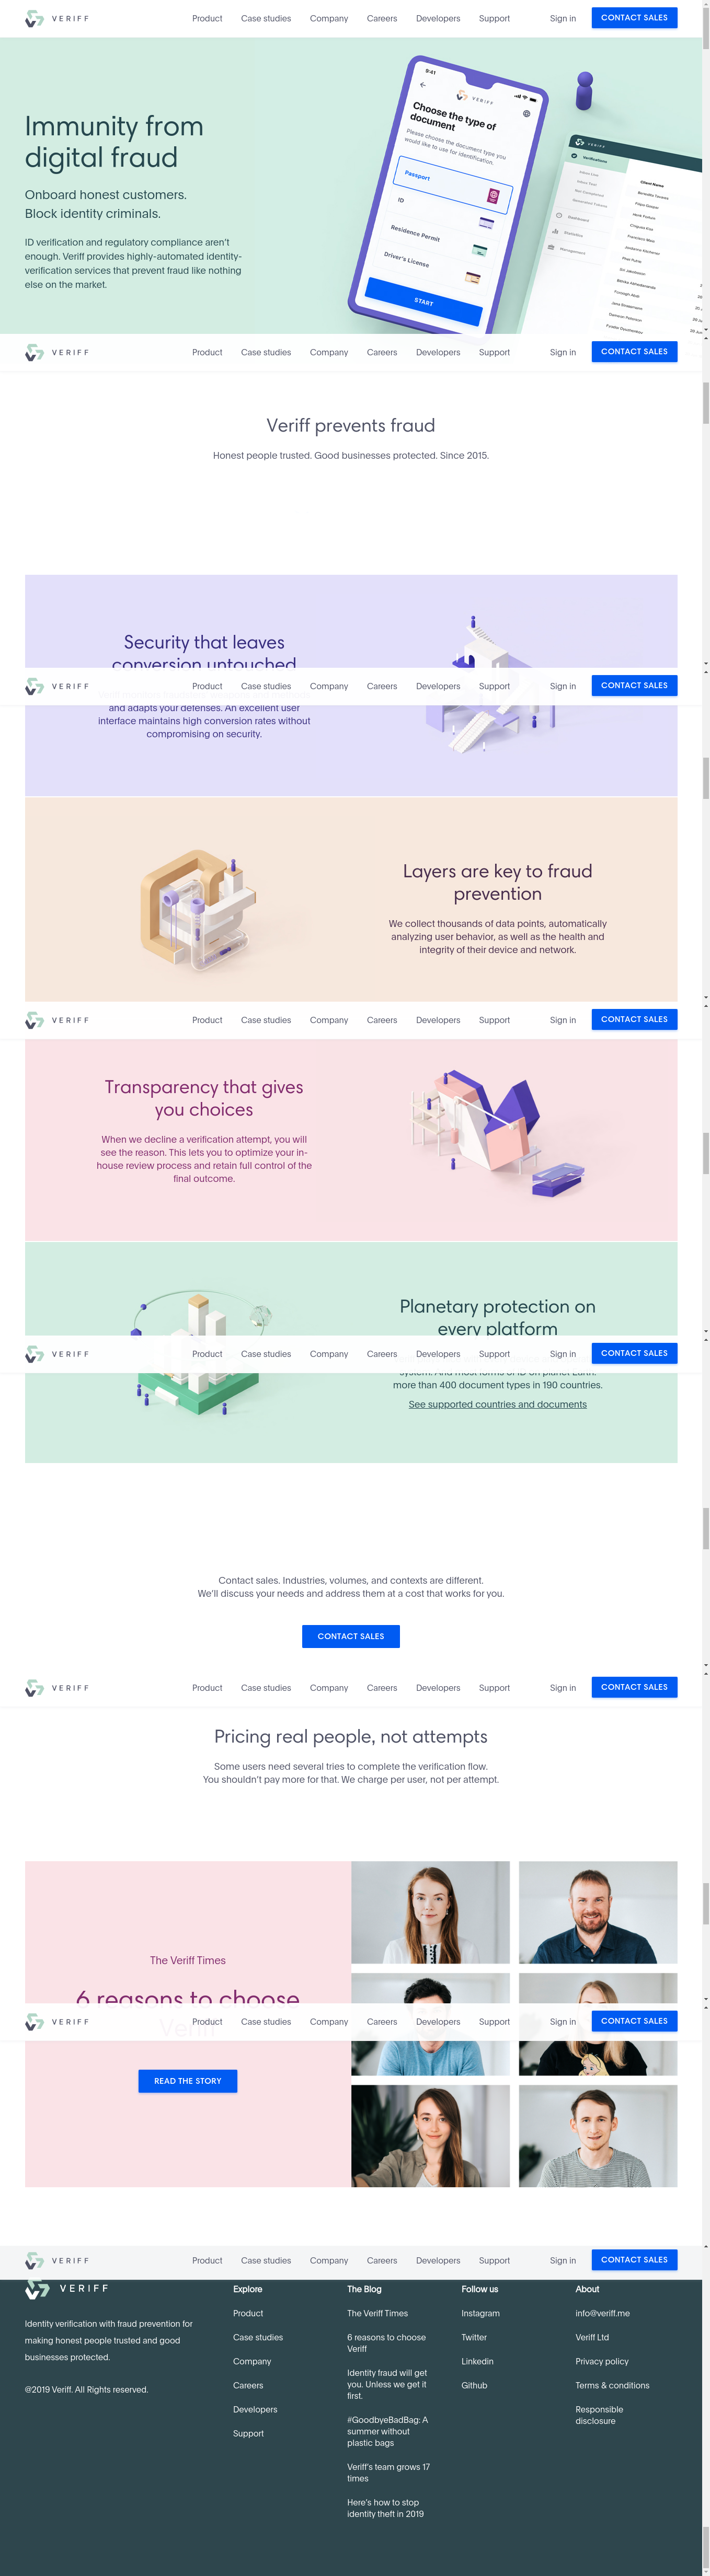 VERIFF
Product Case studies Company Careers Developers Support Sign in CONTACT SALES
Immunity from
digital fraud
Onboard honest customers.
Block identity criminals.
ID verification and regulatory compliance aren't
enough. Veriff provides highly-automated identity-
verification services that prevent fraud like nothing
else on the market.
9:41
VERIFF
Choose the type of
document
Please choose the document type you
would like to use for identification.
Passport
ID
Residence Permit
Driver's License
START
VERIFF
Verifications
Dashboard
Statistics
Management
Client Name
VERIFF
Product Case studies Company Careers Developers Support Sign in CONTACT SALES
Veriff prevents fraud
Honest people trusted. Good businesses protected. Since 2015.
Security that leaves
conversion untouched
VERIFF
Product Case studies Company Careers Developers Support Sign in CONTACT SALES
and adapts your defenses. An excellent user
interface maintains high conversion rates without
compromising on security.
Layers are key to fraud
prevention
We collect thousands of data points, automatically
analyzing user behavior, as well as the health and
integrity of their device and network.
VERIFF
Product Case studies Company Careers Developers Support Sign in CONTACT SALES
Transparency that gives
you choices
When we decline a verification attempt, you will
see the reason. This lets you to optimize your in-
house review process and retain full control of the
final outcome.
Planetary protection on
every platform
VERIFF
Product Case studies Company Careers Developers Support Sign in CONTACT SALES
system. And most forms of ID on planet Earth:
more than 400 document types in 190 countries.
See supported countries and documents
Contact sales. Industries, volumes, and contexts are different.
We'll discuss your needs and address them at a cost that works for you.
CONTACT SALES
VERIFF
Product Case studies Company Careers Developers Support Sign in CONTACT SALES
Pricing real people, not attempts
Some users need several tries to complete the verification flow.
You shouldn't pay more for that. We charge per user, not per attempt.
The Veriff Times
6 reasons to choose
Veriff
VERIFF
Product Case studies Company Careers Developers Support Sign in CONTACT SALES
READ THE STORY
VERIFF
Product Case studies Company Careers Developers Support Sign in CONTACT SALES
VERIFF
Identity verification with fraud prevention for
making honest people trusted and good
businesses protected.
@2019 Veriff. All Rights reserved.
Explore
Product
Case studies
Company
Careers
Developers
Support
The Blog
The Veriff Times
6 reasons to choose
Veriff
Identity fraud will get
you. Unless we get it
first.
#GoodbyeBadBag: A
summer without
plastic bags
Veriff's team grows 17
times
Here's how to stop
identity theft in 2019
Follow us
Instagram
Twitter
Linkedin
Github
About
info@veriff.me
Veriff Ltd
Privacy policy
Terms & conditions
Responsible
disclosure